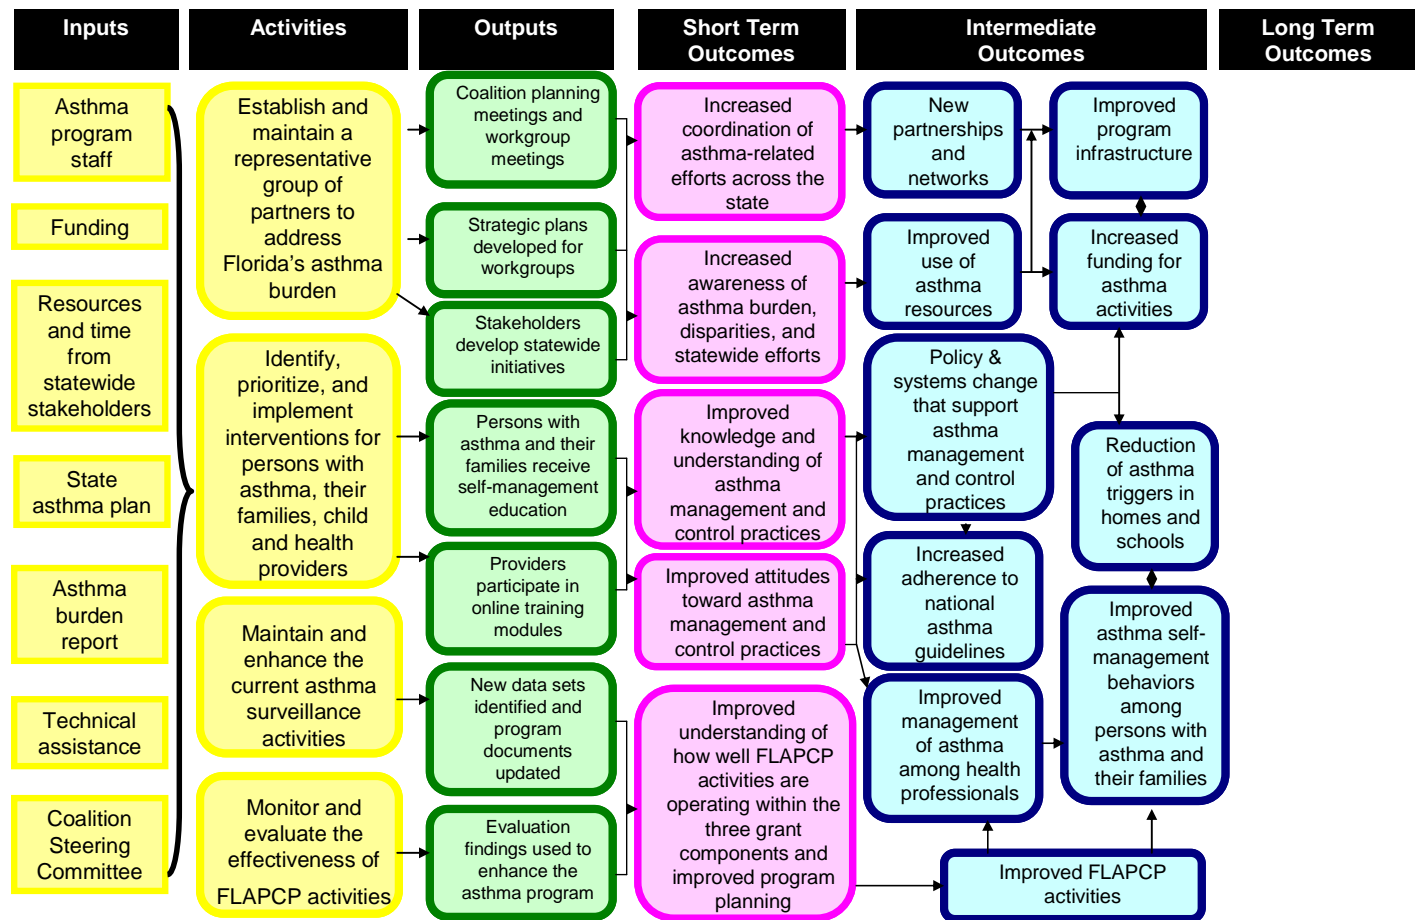 Inputs
Activities
Outputs
Short Term
Outcomes
Intermediate
Outcomes
Long Term
Outcomes
Asthma
program
staff
Funding
Resources
and time
from
statewide
stakeholders
State
asthma plan
Asthma
burden
report
Technical
assistance
Coalition
Steering
Committee
Establish and
maintain a
representative
group of
partners to
address
Florida’s asthma
burden
Identify,
prioritize, and
implement
interventions for
persons with
asthma, their
families, child
and health
providers
Maintain and
enhance the
current asthma
surveillance
activities
Monitor and
evaluate the
effectiveness of
FLAPCP activities
Coalition planning
meetings and
workgroup
meetings
Strategic plans
developed for
workgroups
Stakeholders
develop statewide
initiatives
Persons with
asthma and their
families receive
self-management
education
Providers
participate in
online training
modules
New data sets
identified and
program
documents
updated
Evaluation
findings used to
enhance the
asthma program
Increased
coordination of
asthma-related
efforts across the
state
Increased
awareness of
asthma burden,
disparities, and
statewide efforts
Improved
knowledge and
understanding of
asthma
management and
control practices
Improved attitudes
toward asthma
management and
control practices
Improved
understanding of
how well FLAPCP
activities are
operating within the
three grant
components and
improved program
planning
New
partnerships
and
networks
Improved
use of
asthma
resources
Policy &
systems change
that support
asthma
management
and control
practices
Increased
adherence to
national
asthma
guidelines
Improved
management
of asthma
among health
professionals
Improved FLAPCP
activities
Improved
program
infrastructure
Increased
funding for
asthma
activities
Reduction
of asthma
triggers in
homes and
schools
Improved
asthma self-
management
behaviors
among
persons with
asthma and
their families